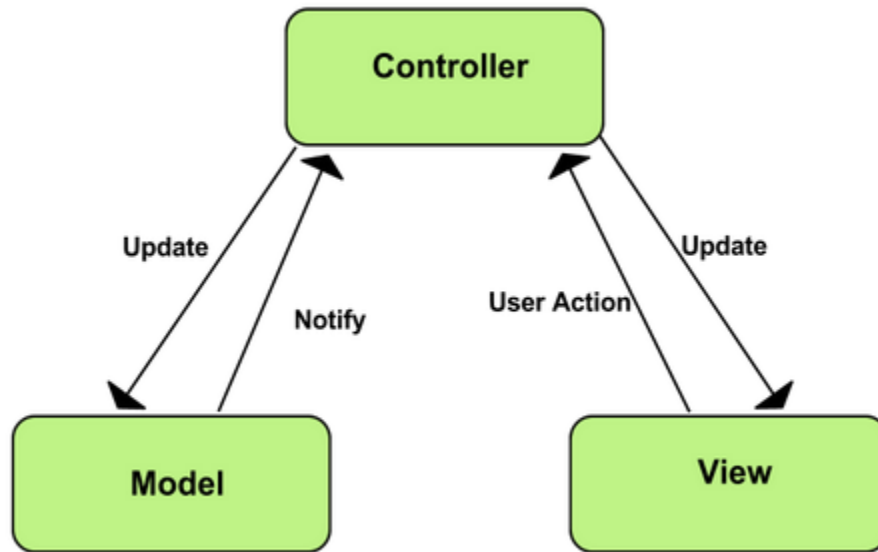 Controller
Update
Update
User Action
Notify
Model
View